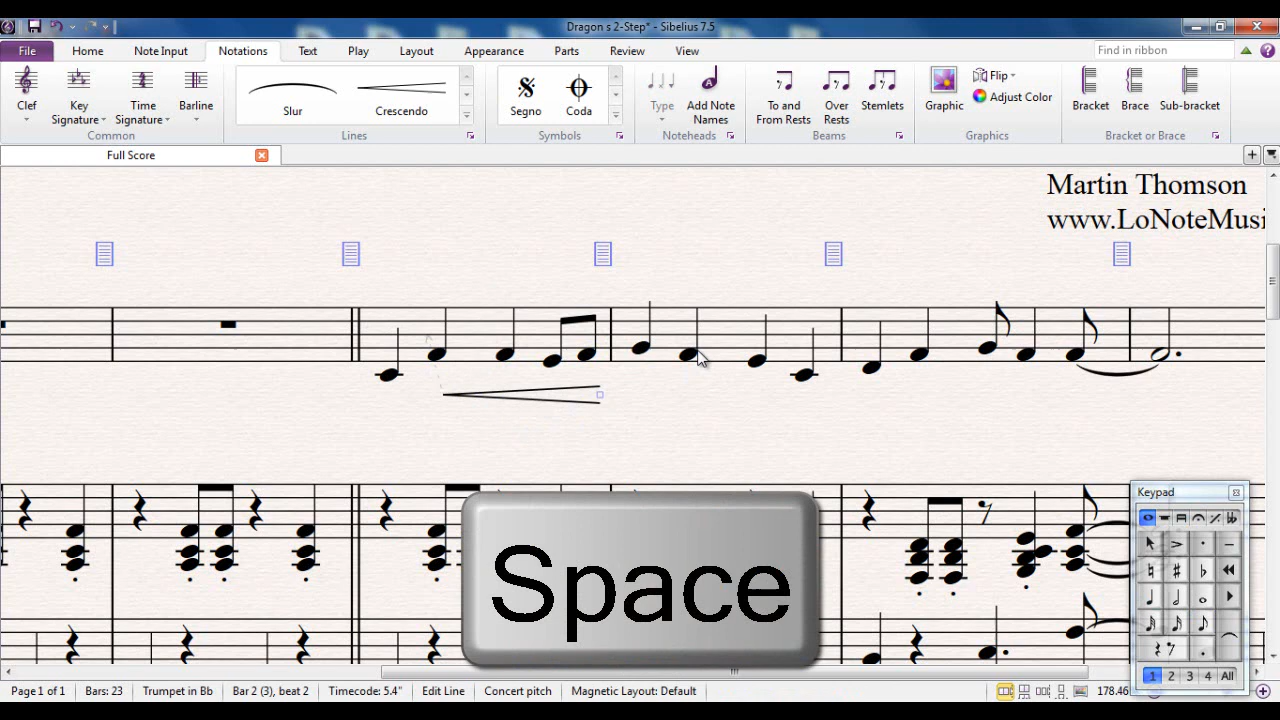 Dragon s 2-Step* - Sibelius 7.5
File Home Note Input Notations Text Play Layout Appearance Parts Review View Find in ribbon
Clef Key Signature Time Signature Barline Slur Crescendo Segno Coda Type Add Note Names To and From Rests Over Rests Stemlets Graphic Flip Adjust Color Bracket Brace Sub-bracket
Common Lines Symbols Noteheads Beams Graphics Bracket or Brace
Full Score
Martin Thomson
www.LoNoteMusi
Keypad
Space
1 2 3 4 All
Page 1 of 1 Bars: 23 Trumpet in Bb Bar 2 (3), beat 2 Timecode: 5.4" Edit Line Concert pitch Magnetic Layout: Default 178.46